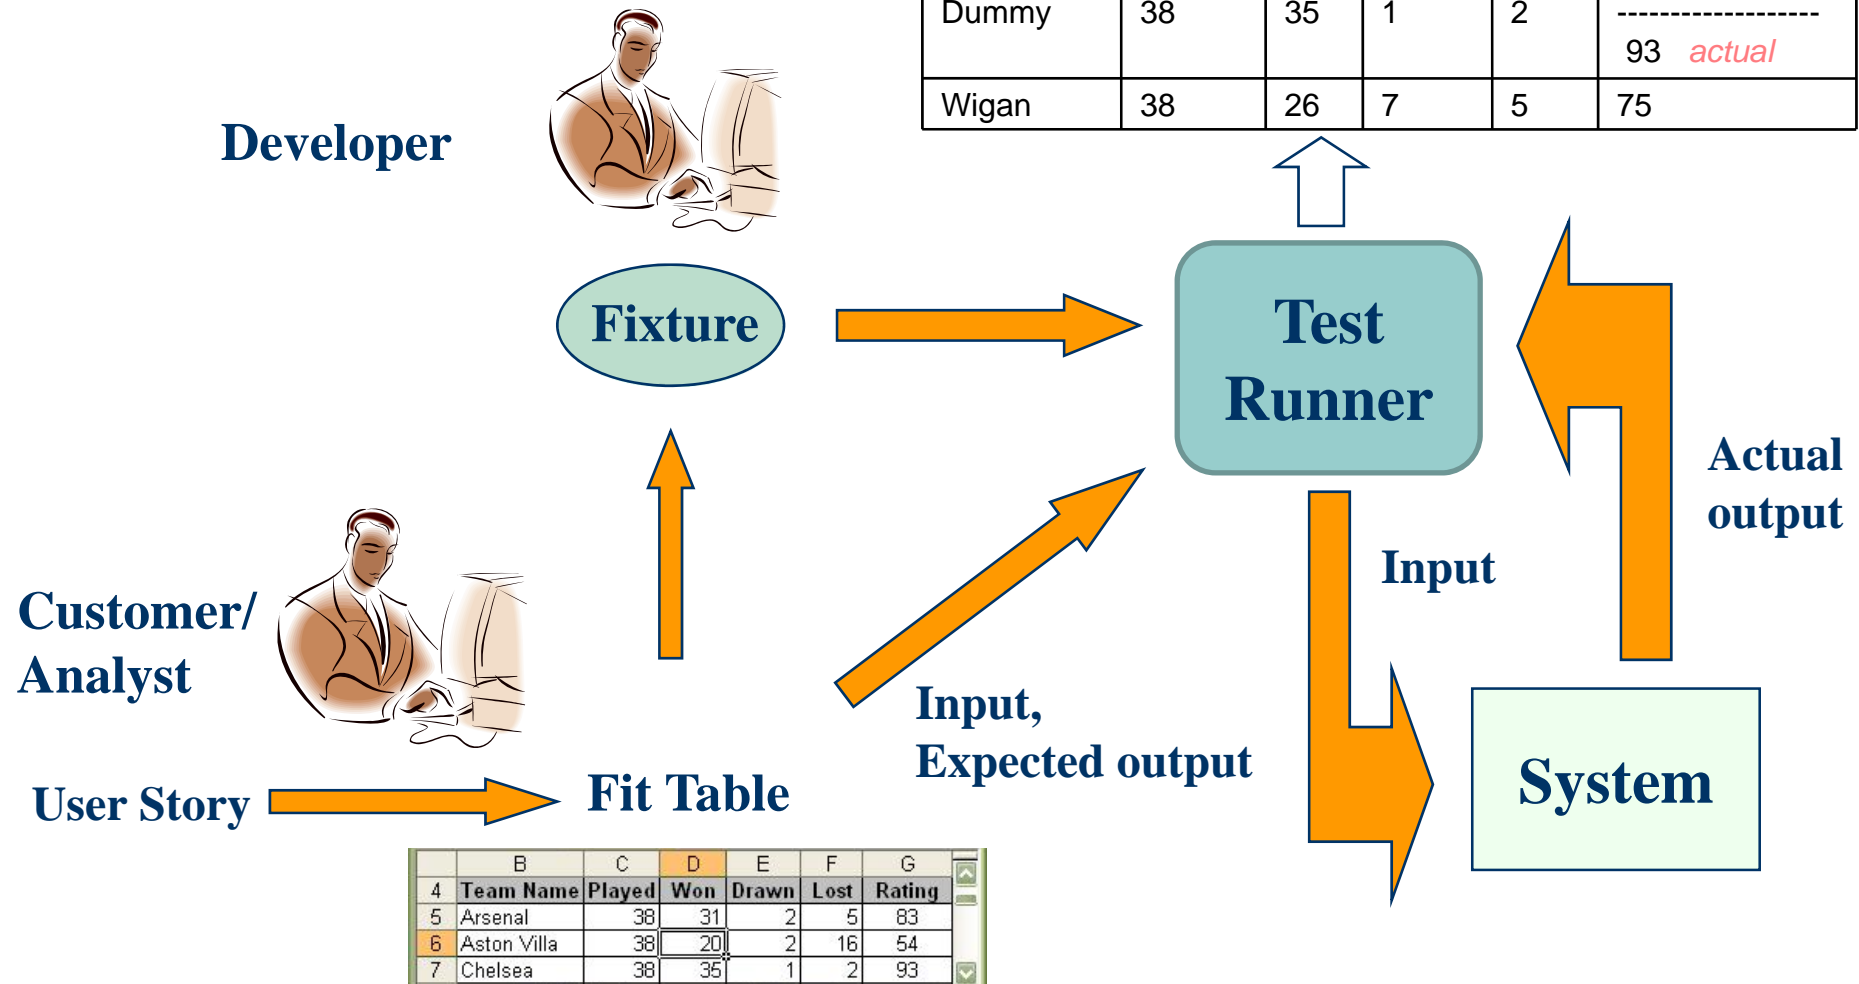 Dummy 38 35 1 2 -------------------
93 actual
Wigan 38 26 7 5 75
Developer
Fixture
Test
Runner
Actual
output
Input
Customer/
Analyst
Input,
Expected output
System
User Story
Fit Table
B C D E F G
4 Team Name Played Won Drawn Lost Rating
5 Arsenal 38 31 2 5 83
6 Aston Villa 38 20 2 16 54
7 Chelsea 38 35 1 2 93